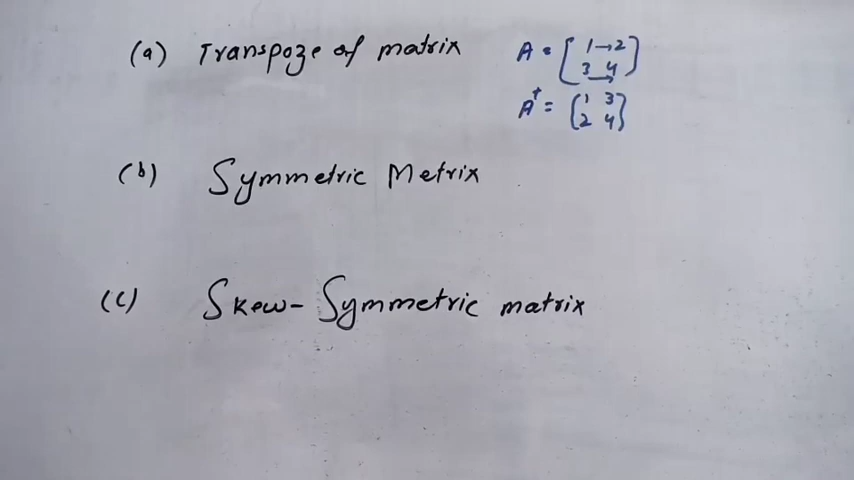 (a) Transpoze of matrix A = [1→2
3 4]
A^t = [1 3
2 4]
(b) Symmetric Metrix
(c) Skew-Symmetric matrix